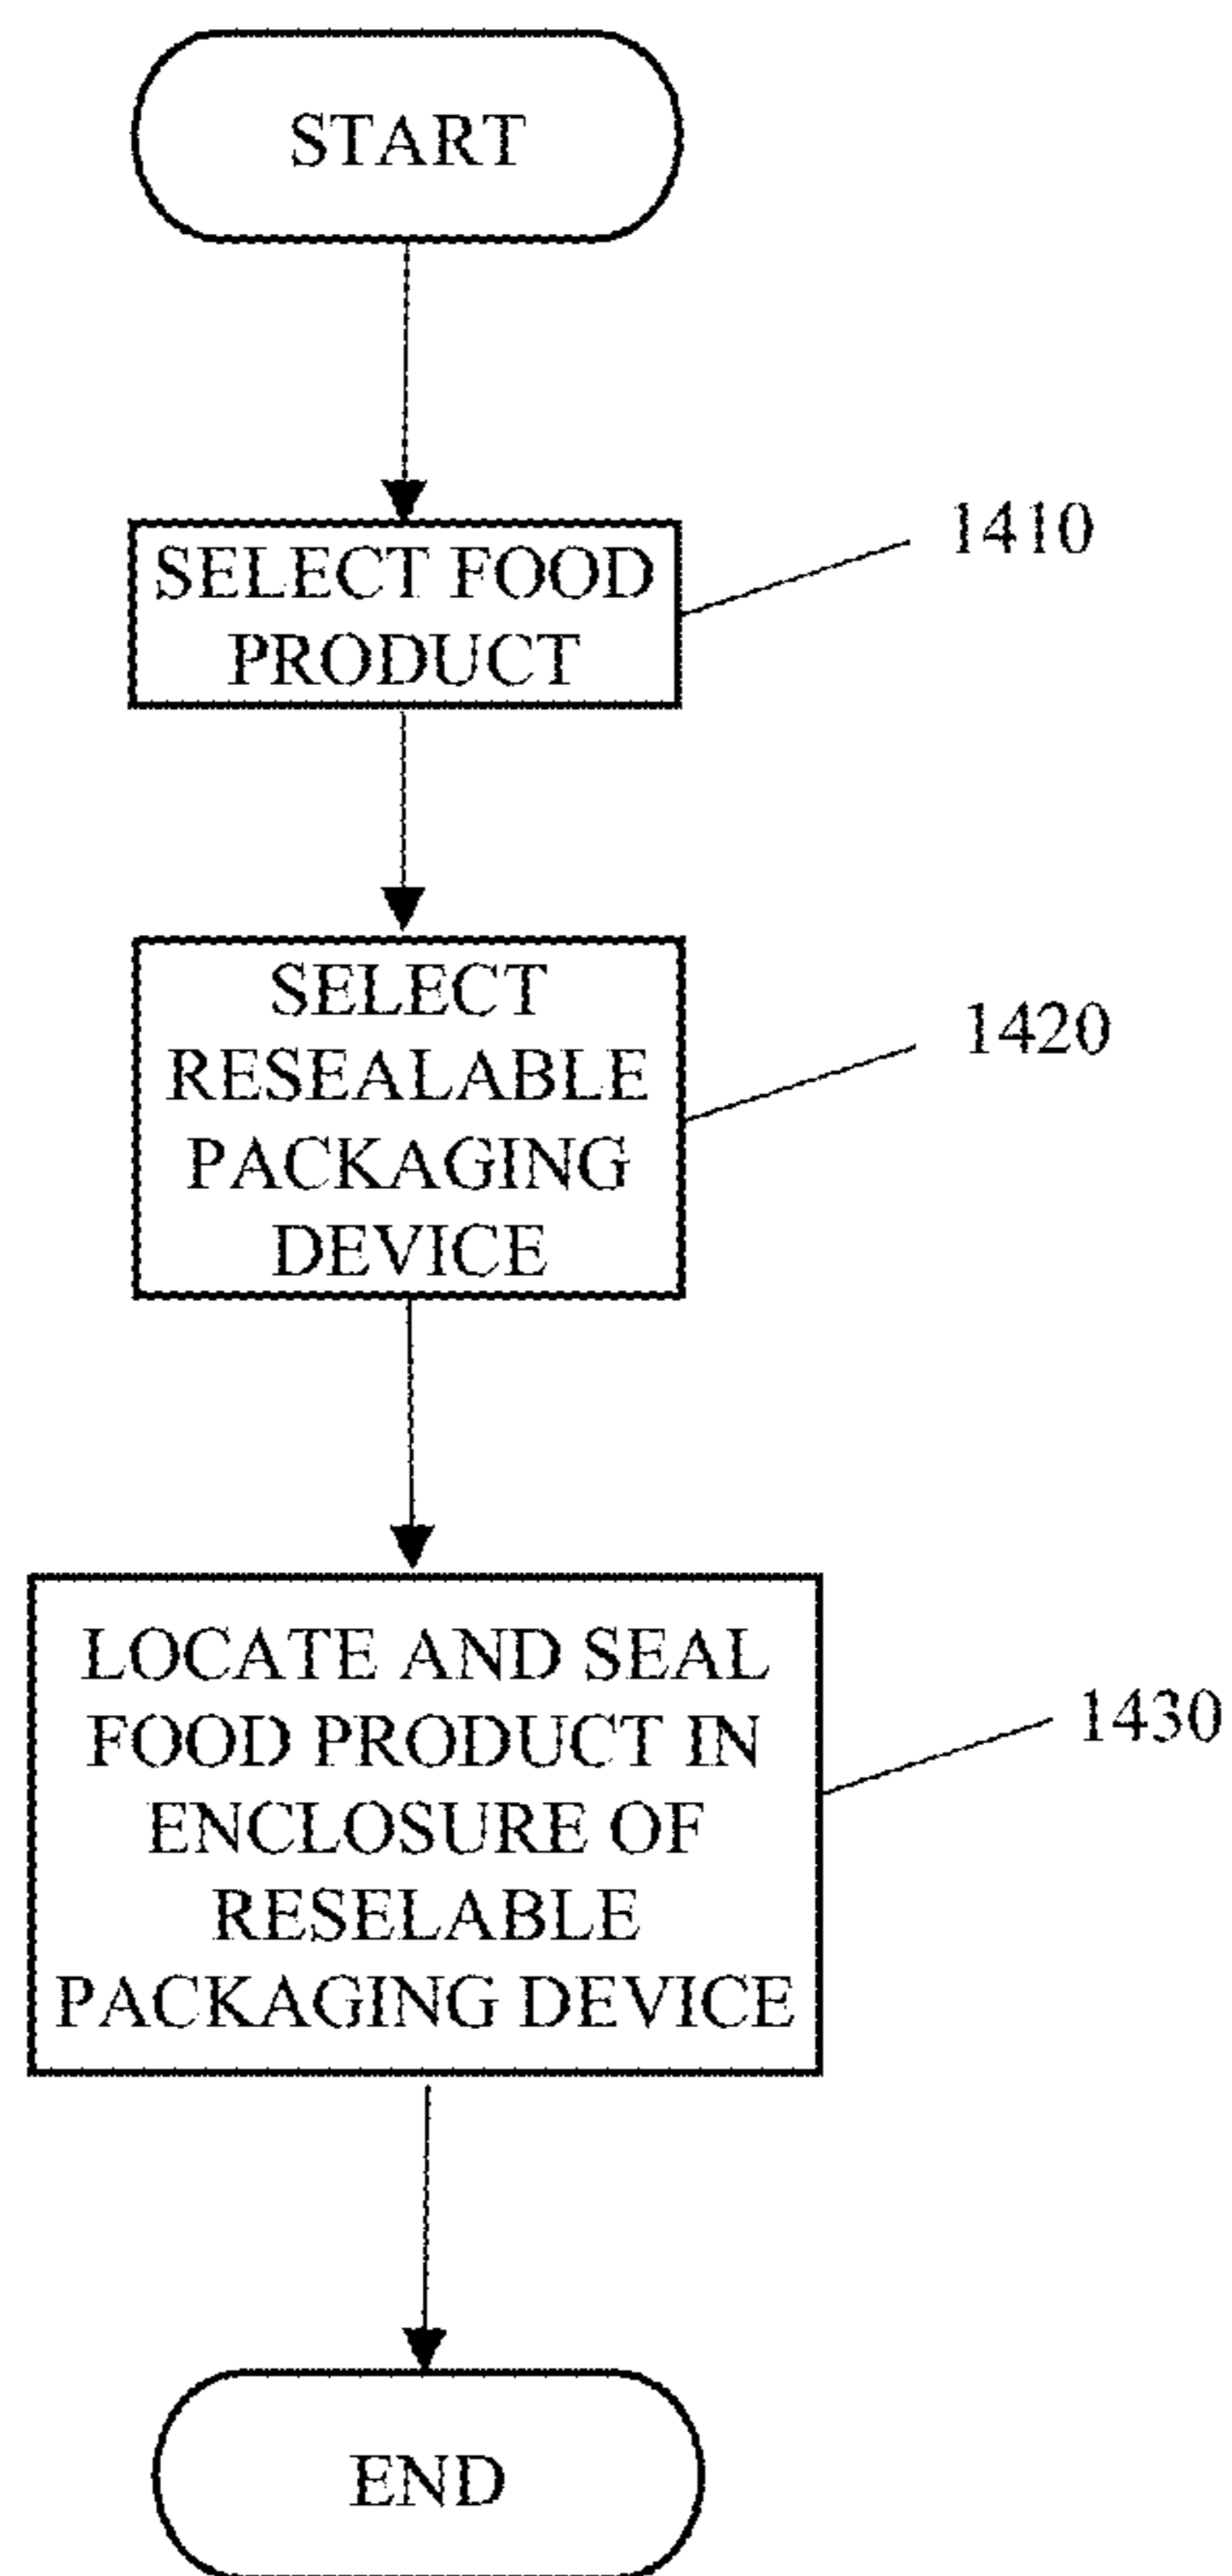 START
SELECT FOOD
PRODUCT
1410
SELECT
RESEALABLE
PACKAGING
DEVICE
1420
LOCATE AND SEAL
FOOD PRODUCT IN
ENCLOSURE OF
RESELABLE
PACKAGING DEVICE
1430
END